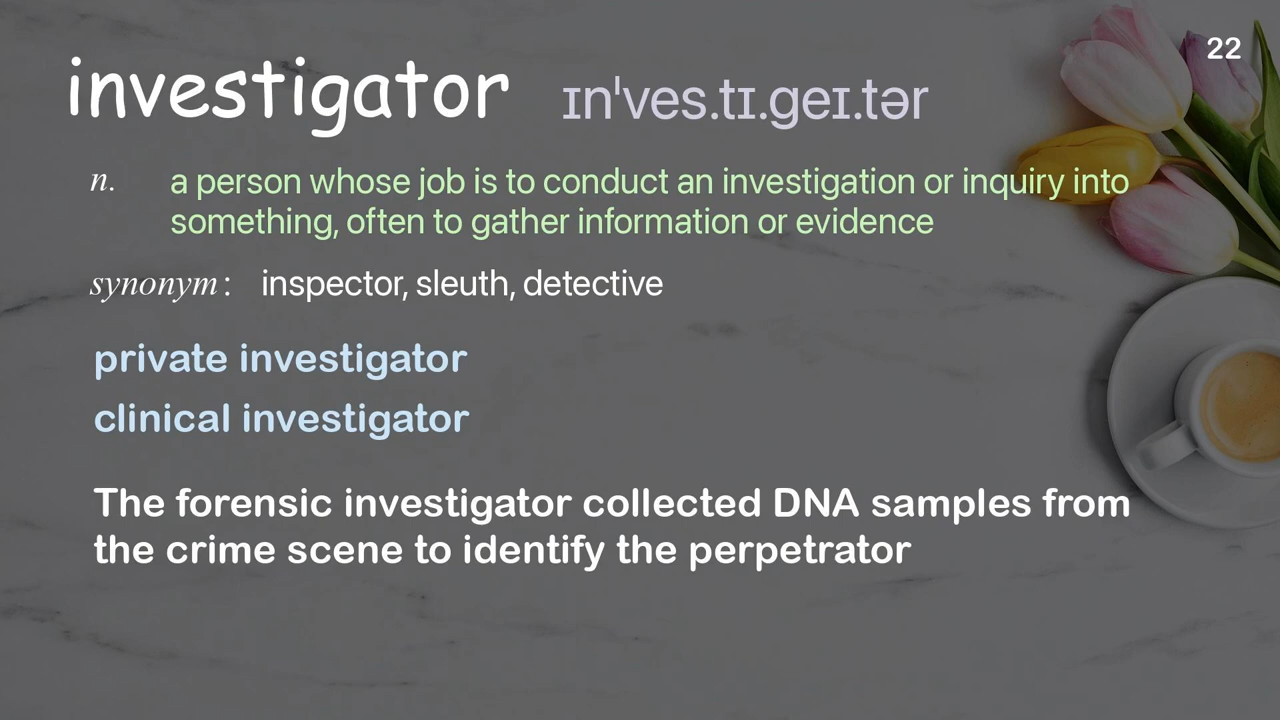 22
investigator ɪnˈves.tɪ.ɡeɪ.tər
n. a person whose job is to conduct an investigation or inquiry into
something, often to gather information or evidence
synonym: inspector, sleuth, detective
private investigator
clinical investigator
The forensic investigator collected DNA samples from
the crime scene to identify the perpetrator